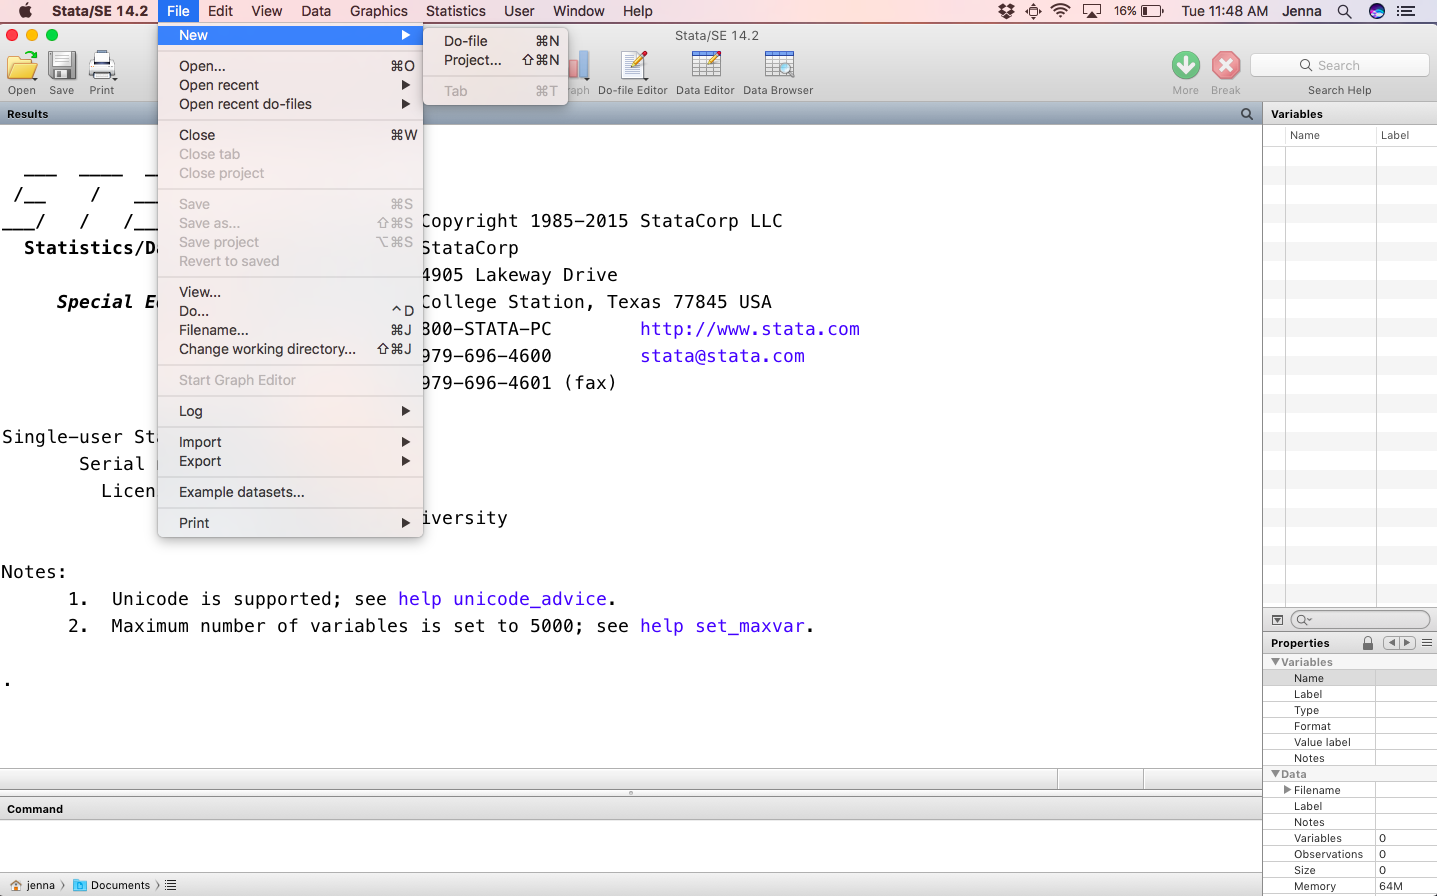 Stata/SE 14.2 File Edit View Data Graphics Statistics User Window Help 16% Tue 11:48 AM Jenna
Stata/SE 14.2
New
Do-file ⌘N
Project... ⇧⌘N
Tab ⌘T
Open... ⌘O
Open recent
Open recent do-files
Close ⌘W
Close tab
Close project
Save ⌘S
Save as... ⇧⌘S
Save project ⌥⌘S
Revert to saved
View...
Do... ^D
Filename... ⌘J
Change working directory... ⇧⌘J
Start Graph Editor
Log
Import
Export
Example datasets...
Print
Open Save Print Do-file Editor Data Editor Data Browser More Break
Search
Search Help
Results
Statistics/Da
Special E
Copyright 1985-2015 StataCorp LLC
StataCorp
4905 Lakeway Drive
College Station, Texas 77845 USA
800-STATA-PC http://www.stata.com
979-696-4600 stata@stata.com
979-696-4601 (fax)
Single-user Sta
Serial
Licen
iversity
Notes:
1. Unicode is supported; see help unicode_advice.
2. Maximum number of variables is set to 5000; see help set_maxvar.
.
Command
jenna Documents
Variables
Name Label
Properties
Variables
Name
Label
Type
Format
Value label
Notes
Data
Filename
Label
Notes
Variables 0
Observations 0
Size 0
Memory 64M